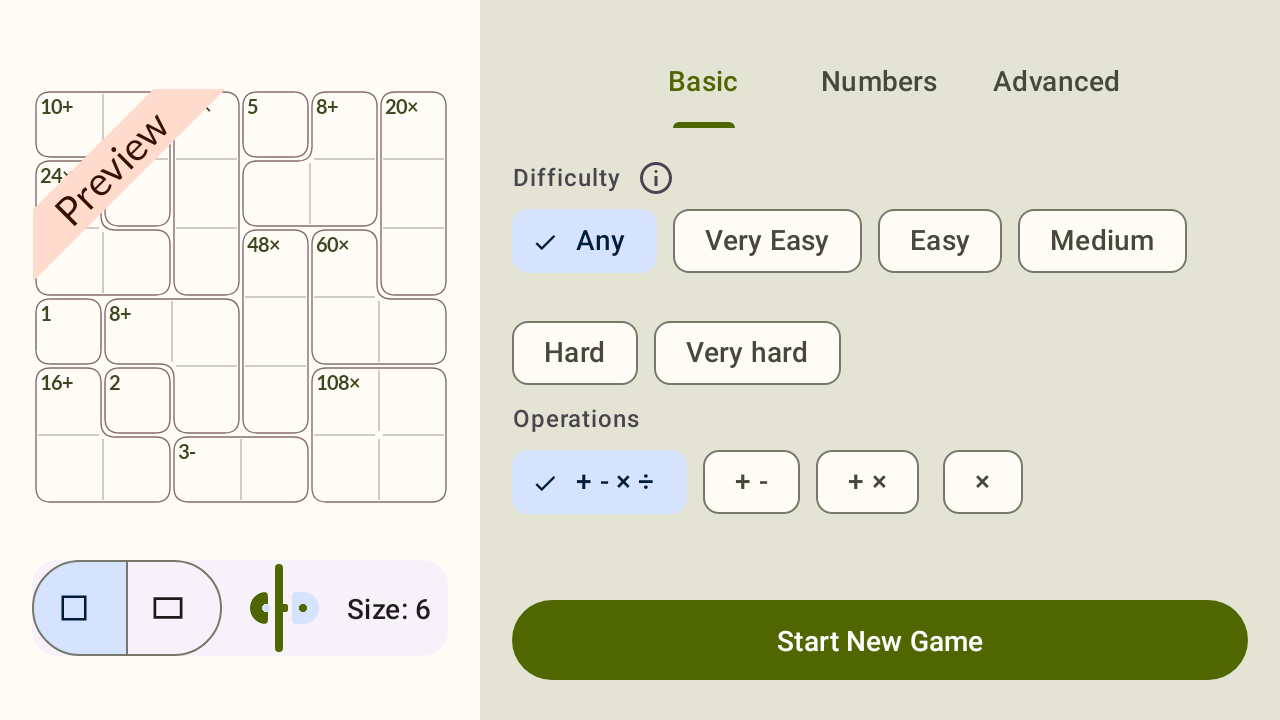 Basic Numbers Advanced
10+ × 5 8+ 20×
Preview
Difficulty
24×
Any Very Easy Easy Medium
48× 60×
1 8+
Hard Very hard
16+ 2 108×
Operations
3-
+ - × ÷ + - + × ×
Size: 6
Start New Game